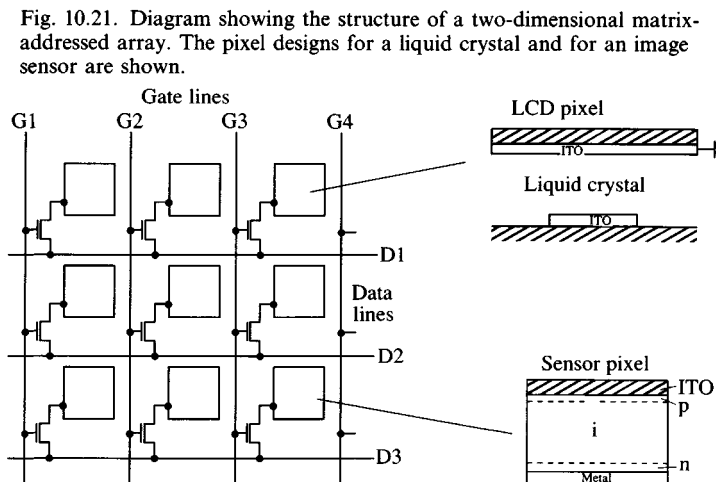 Fig. 10.21. Diagram showing the structure of a two-dimensional matrix-
addressed array. The pixel designs for a liquid crystal and for an image
sensor are shown.
Gate lines
G1 G2 G3 G4
LCD pixel
ITO
Liquid crystal
ITO
D1
Data
lines
D2
Sensor pixel
ITO
p
i
D3
n
Metal